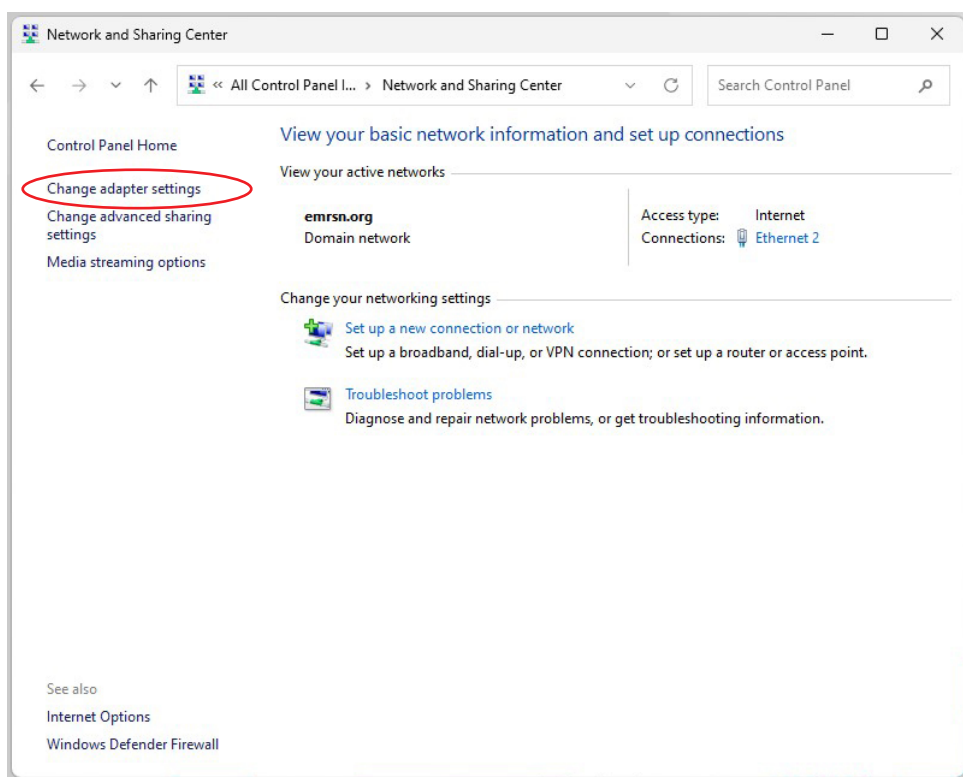 Network and Sharing Center
« All Control Panel I... › Network and Sharing Center
Search Control Panel
Control Panel Home
Change adapter settings
Change advanced sharing
settings
Media streaming options
View your basic network information and set up connections
View your active networks
emrsn.org
Domain network
Access type: Internet
Connections: Ethernet 2
Change your networking settings
Set up a new connection or network
Set up a broadband, dial-up, or VPN connection; or set up a router or access point.
Troubleshoot problems
Diagnose and repair network problems, or get troubleshooting information.
See also
Internet Options
Windows Defender Firewall